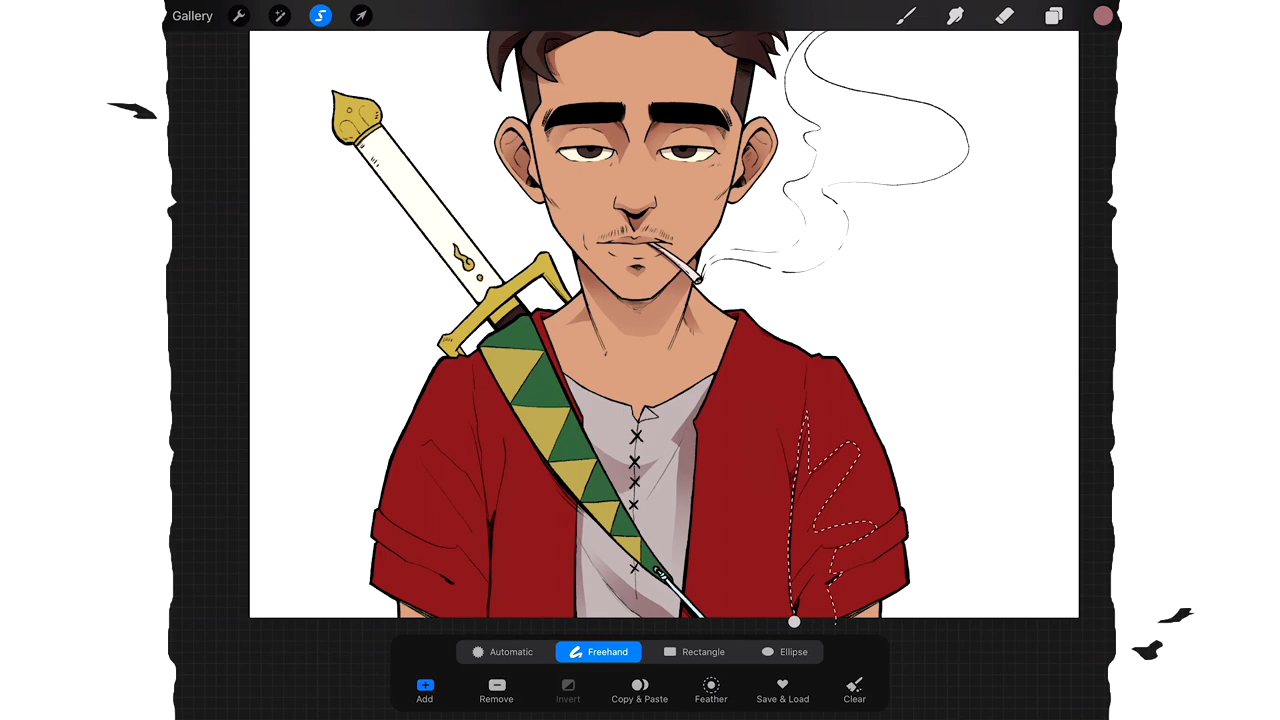 Gallery
Automatic Freehand Rectangle Ellipse
Add Remove Invert Copy & Paste Feather Save & Load Clear